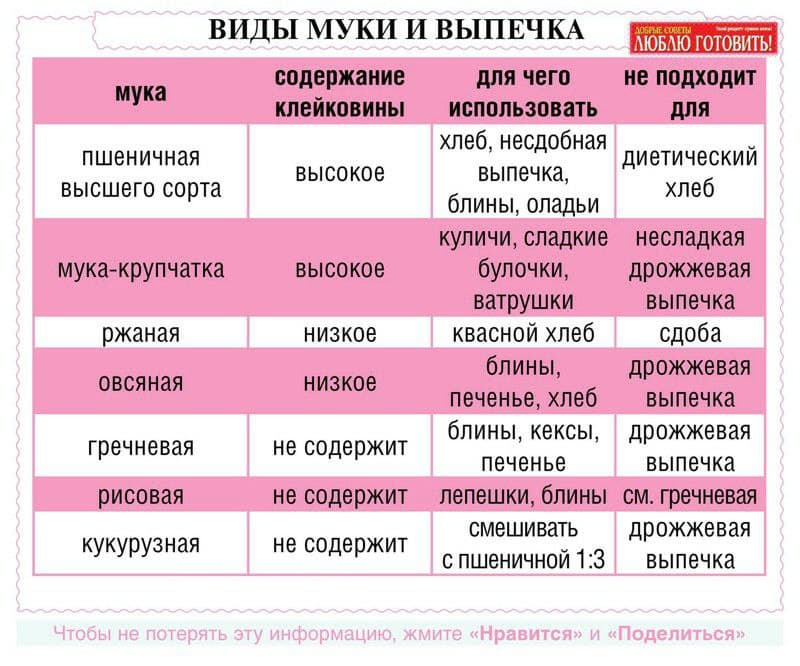 ВИДЫ МУКИ И ВЫПЕЧКА
ДОБРЫЕ СОВЕТЫ
ЛЮБЛЮ ГОТОВИТЬ!
мука
содержание
клейковины
для чего
использовать
не подходит
для
пшеничная
высшего сорта
высокое
хлеб, несдобная
выпечка,
блины, оладьи
диетический
хлеб
мука-крупчатка
высокое
куличи, сладкие
булочки,
ватрушки
несладкая
дрожжевая
выпечка
ржаная
низкое
квасной хлеб
сдоба
овсяная
низкое
блины,
печенье, хлеб
дрожжевая
выпечка
гречневая
не содержит
блины, кексы,
печенье
дрожжевая
выпечка
рисовая
не содержит
лепешки, блины
см. гречневая
кукурузная
не содержит
смешивать
с пшеничной 1:3
дрожжевая
выпечка
Чтобы не потерять эту информацию, жмите «Нравится» и «Поделиться»